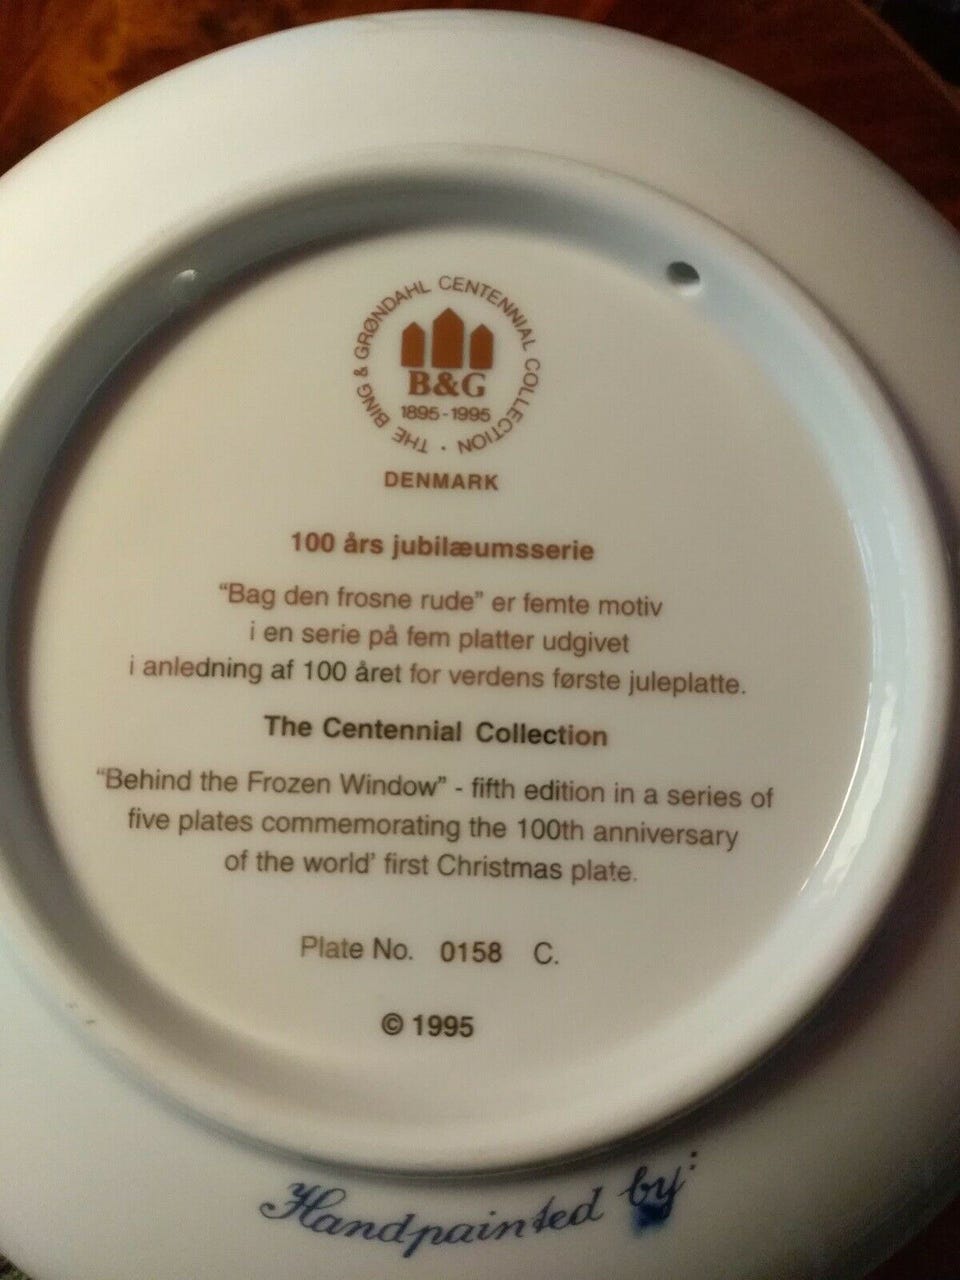 THE BING & GRØNDAHL CENTENNIAL COLLECTION ·
B&G
1895-1995
DENMARK
100 års jubilæumsserie
“Bag den frosne rude” er femte motiv
i en serie på fem platter udgivet
i anledning af 100 året for verdens første juleplatte.
The Centennial Collection
“Behind the Frozen Window” - fifth edition in a series of
five plates commemorating the 100th anniversary
of the world’ first Christmas plate.
Plate No. 0158 C.
© 1995
Handpainted by: